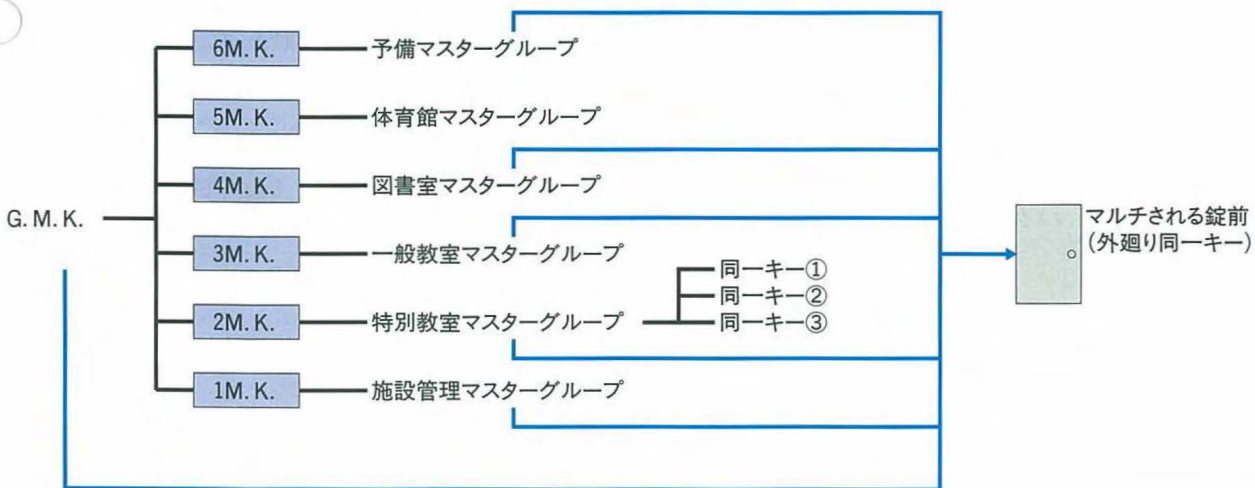 6M.K.
予備マスターグループ
5M.K.
体育館マスターグループ
4M.K.
図書室マスターグループ
G.M.K.
マルチされる錠前
(外廻り同一キー)
3M.K.
一般教室マスターグループ
同一キー①
同一キー②
2M.K.
特別教室マスターグループ
同一キー③
1M.K.
施設管理マスターグループ